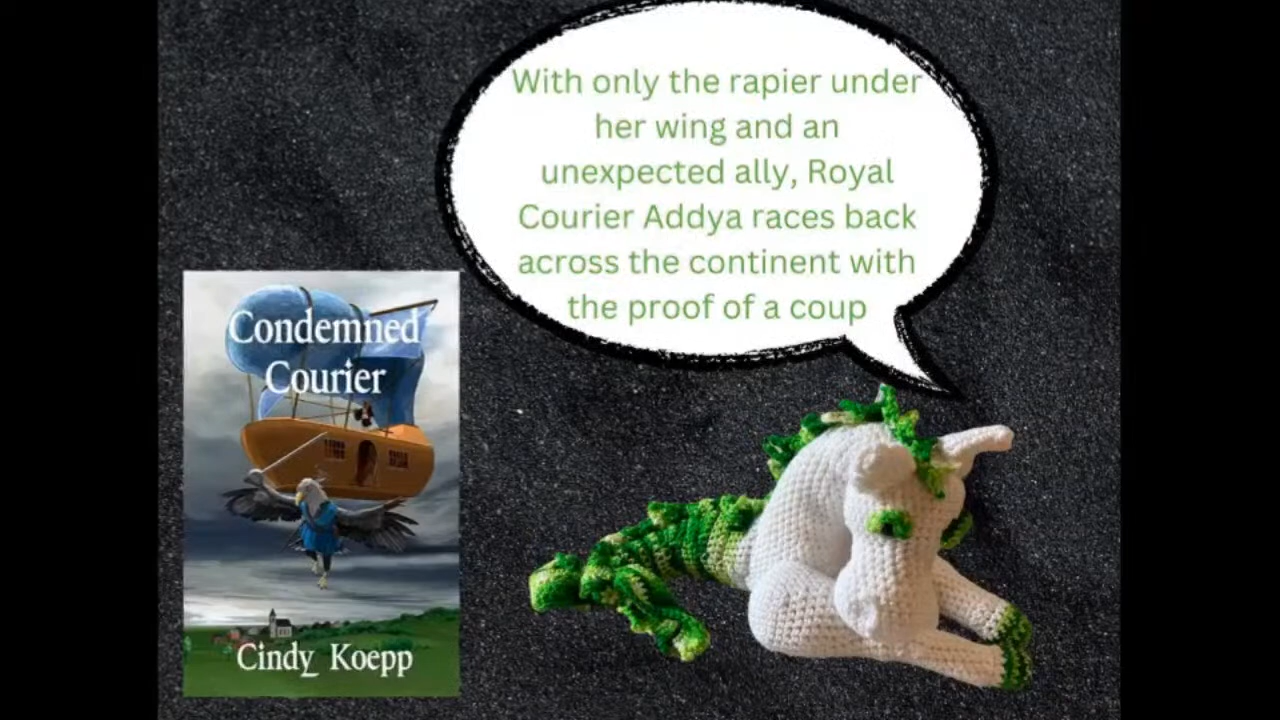 With only the rapier under
her wing and an
unexpected ally, Royal
Courier Addya races back
across the continent with
the proof of a coup
Condemned
Courier
Cindy Koepp